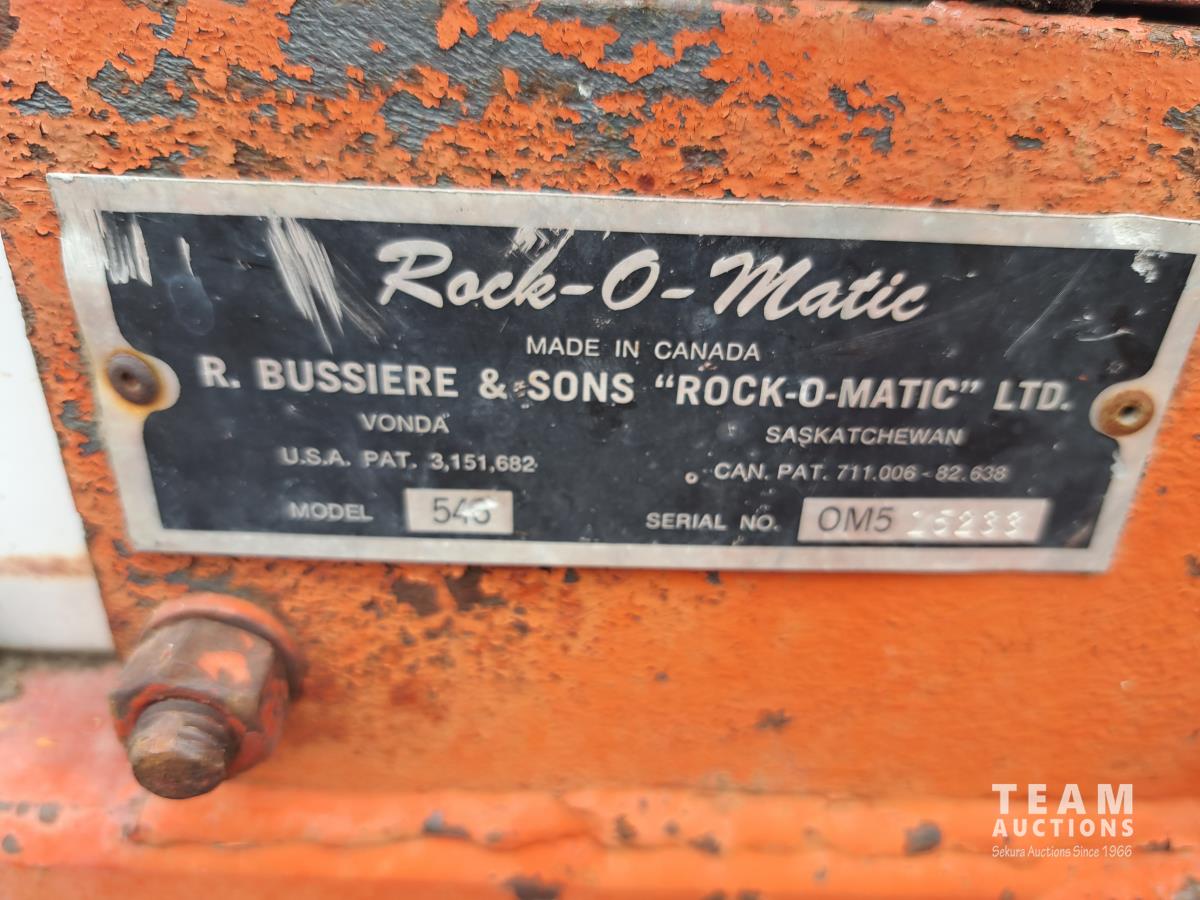 Rock-O-Matic
MADE IN CANADA
R. BUSSIERE & SONS "ROCK-O-MATIC" LTD.
VONDA SASKATCHEWAN
U.S.A. PAT. 3,151,682 CAN. PAT. 711.006 - 82.638
MODEL SERIAL NO. OM5 15233
TEAM
AUCTIONS
Sekura Auctions Since 1966